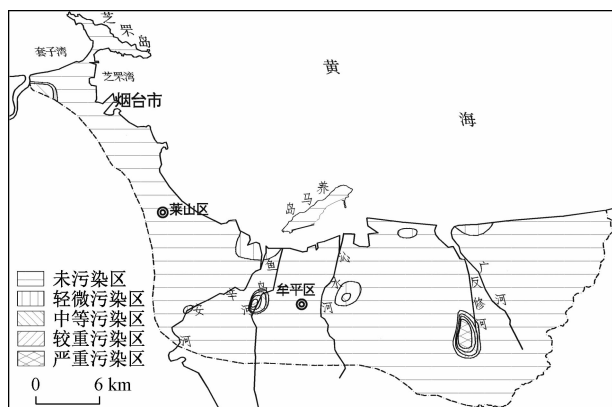 芝罘岛
套子湾
芝罘湾
烟台市
黄海
养马岛
莱山区
鱼鸟河
沁水河
辛安河
牟平区
广河
反修河
未污染区
轻微污染区
中等污染区
较重污染区
严重污染区
0 6 km